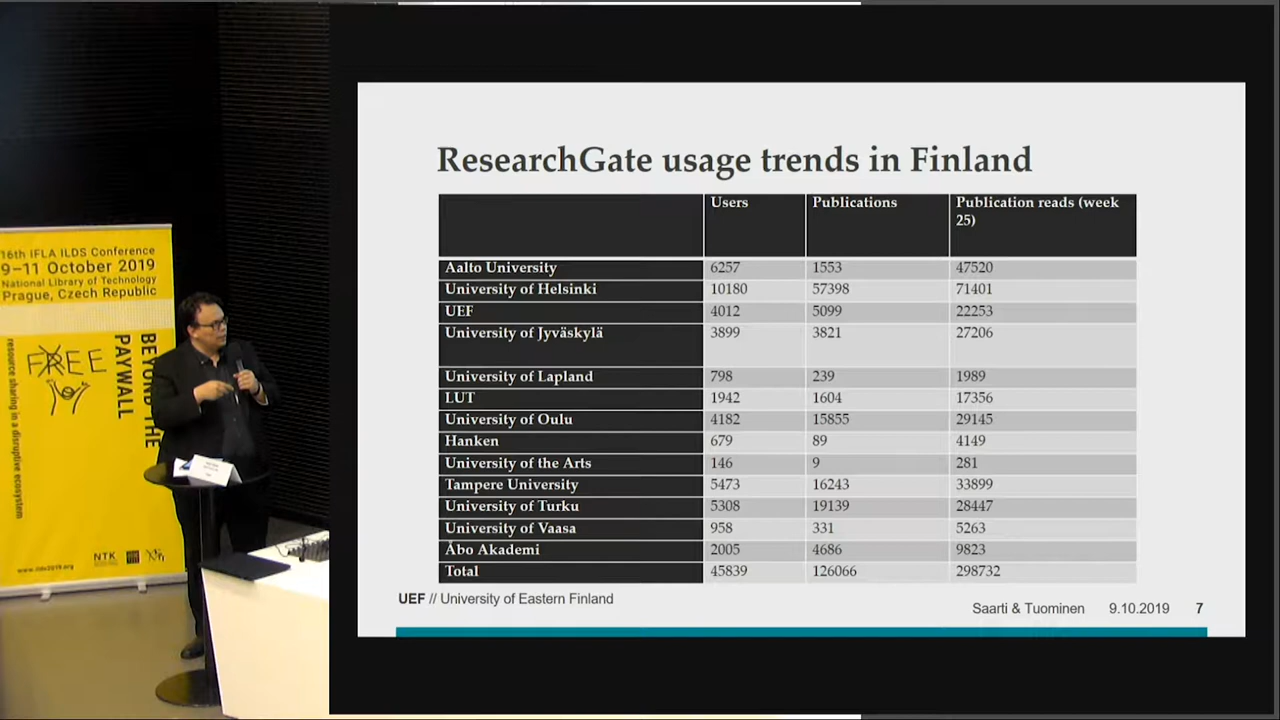 16th IFLA ILDS Conference
9–11 October 2019
National Library of Technology
Prague, Czech Republic
BEYOND THE
PAYWALL
FREE
resource sharing in a disruptive ecosystem
NTK
www.ilds2019.org
ResearchGate usage trends in Finland
Users Publications Publication reads (week
25)
Aalto University 6257 1553 47520
University of Helsinki 10180 57398 71401
UEF 4012 5099 22253
University of Jyväskylä 3899 3821 27206
University of Lapland 798 239 1989
LUT 1942 1604 17356
University of Oulu 4182 15855 29145
Hanken 679 89 4149
University of the Arts 146 9 281
Tampere University 5473 16243 33899
University of Turku 5308 19139 28447
University of Vaasa 958 331 5263
Åbo Akademi 2005 4686 9823
Total 45839 126066 298732
UEF // University of Eastern Finland
Saarti & Tuominen 9.10.2019 7